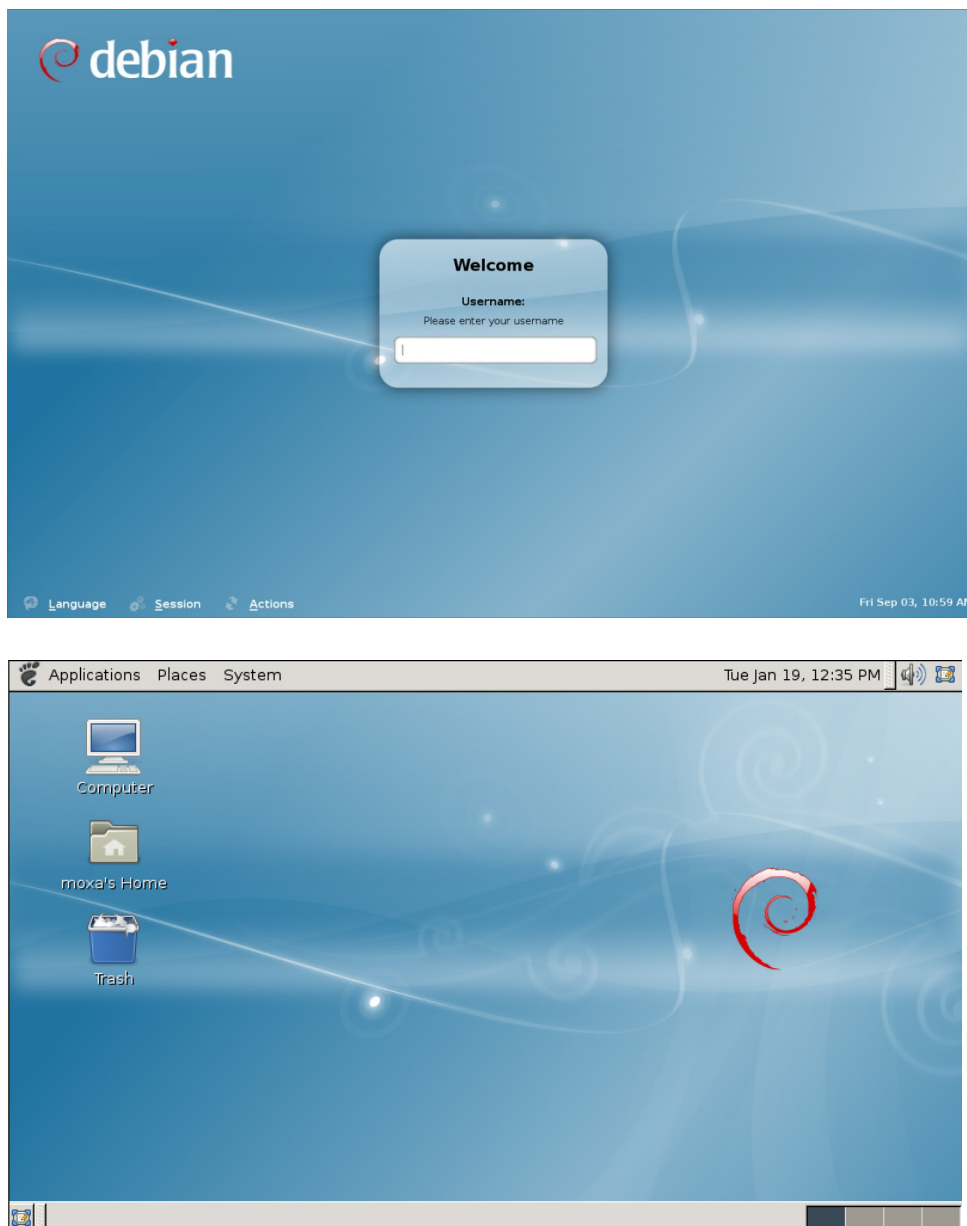 debian
Welcome
Username:
Please enter your username
Language Session Actions Fri Sep 03, 10:59 AM
Applications Places System Tue Jan 19, 12:35 PM
Computer
moxa's Home
Trash